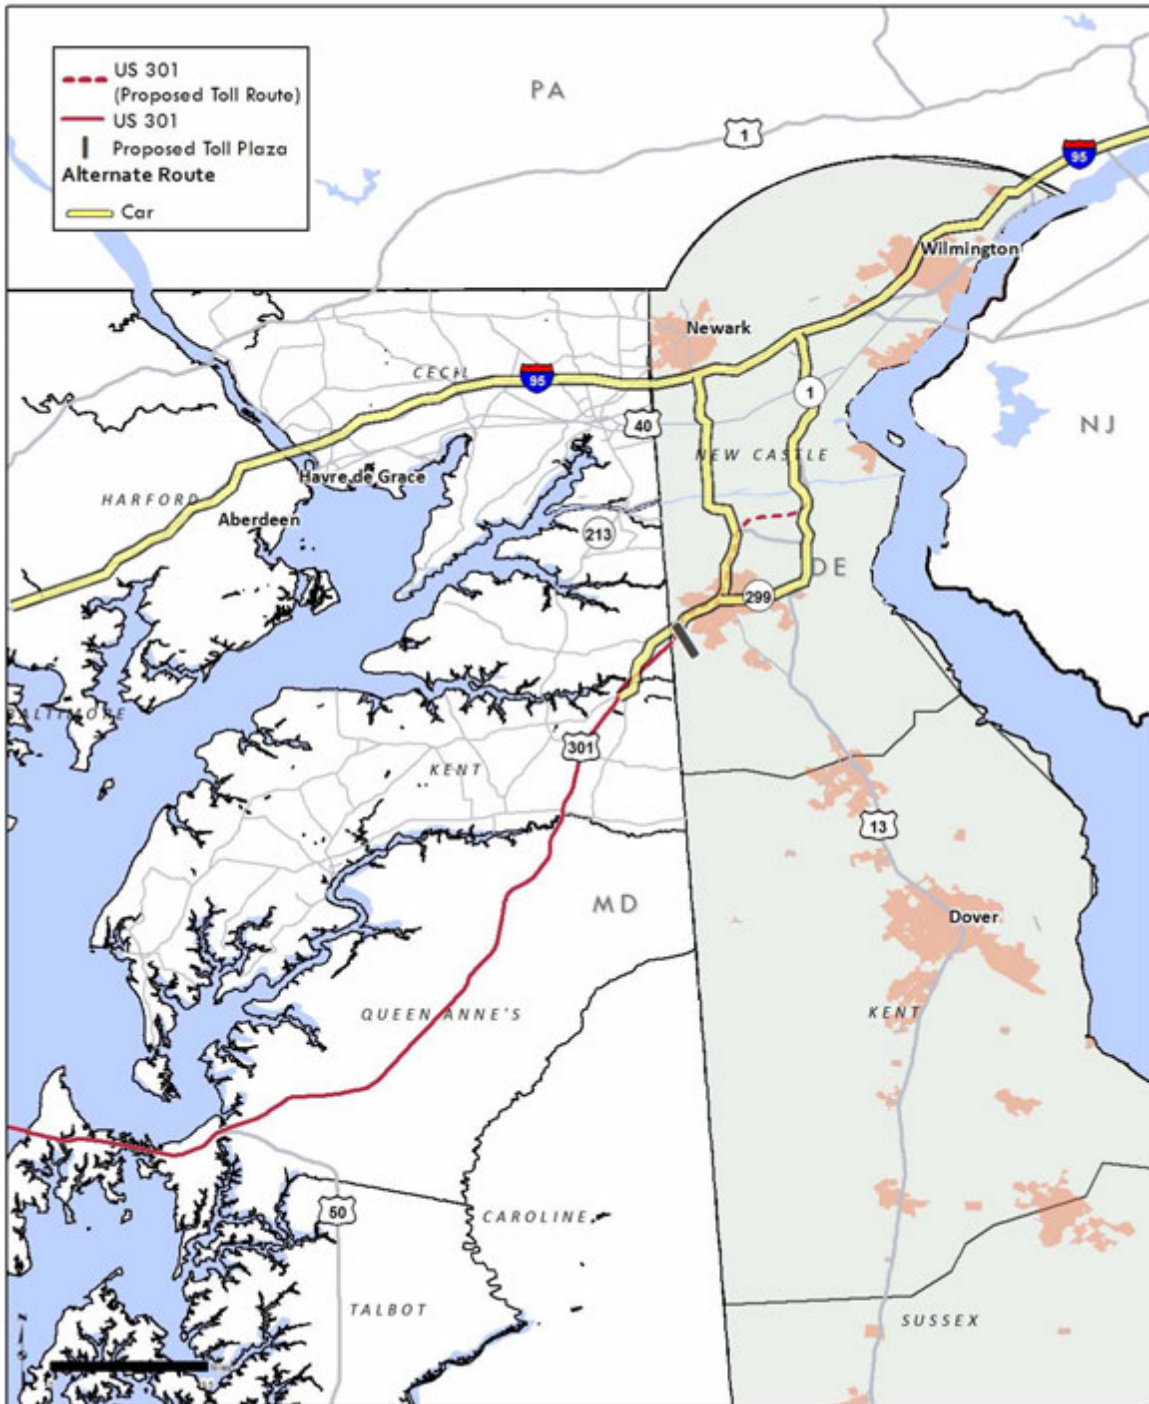 US 301
(Proposed Toll Route)
US 301
Proposed Toll Plaza
Alternate Route
Car
PA
1
95
Wilmington
Newark
CECIL
95
1
40
NJ
NEW CASTLE
Havre de Grace
HARFORD
Aberdeen
213
DE
299
301
KENT
13
MD
Dover
QUEEN ANNE'S
KENT
50
CAROLINE
TALBOT
SUSSEX